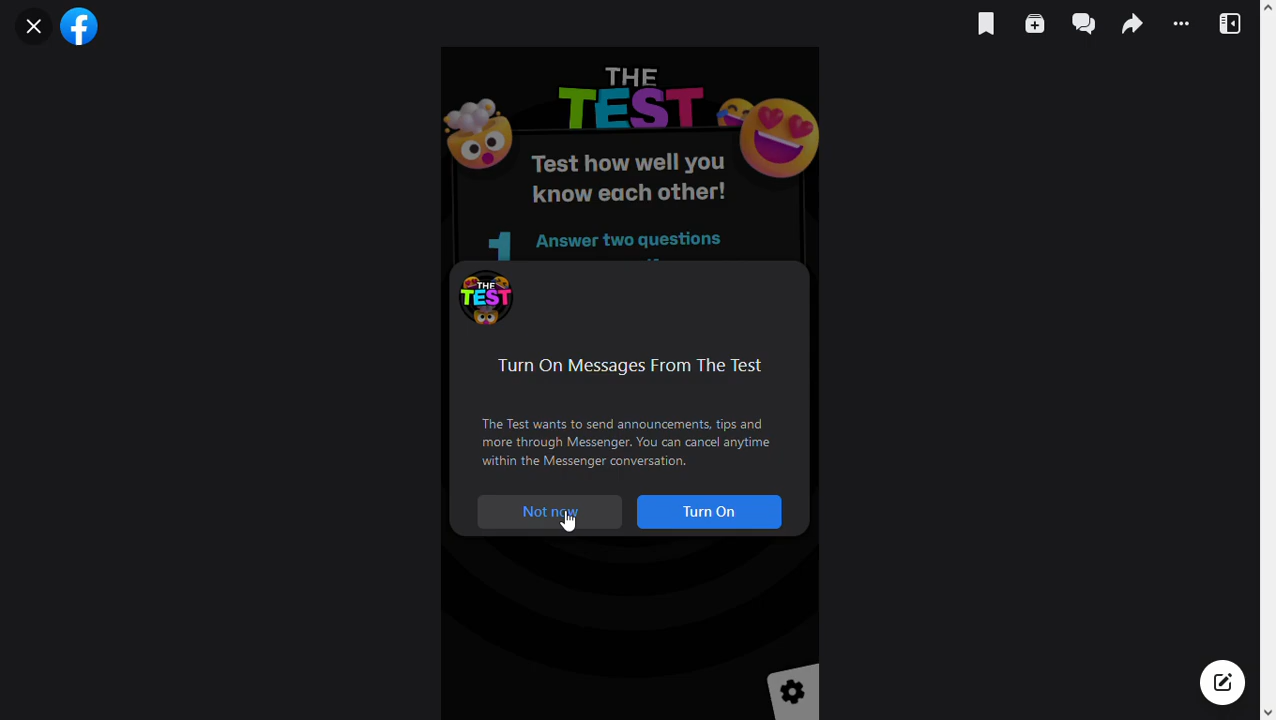 THE
TEST
Test how well you
know each other!
1 Answer two questions
THE
TEST
Turn On Messages From The Test
The Test wants to send announcements, tips and
more through Messenger. You can cancel anytime
within the Messenger conversation.
Not now
Turn On